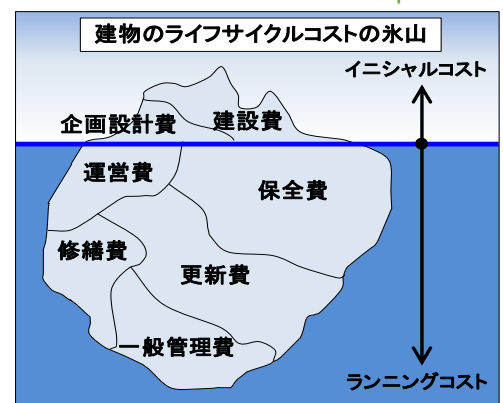 建物のライフサイクルコストの氷山
イニシャルコスト
企画設計費
建設費
運営費
保全費
修繕費
更新費
一般管理費
ランニングコスト